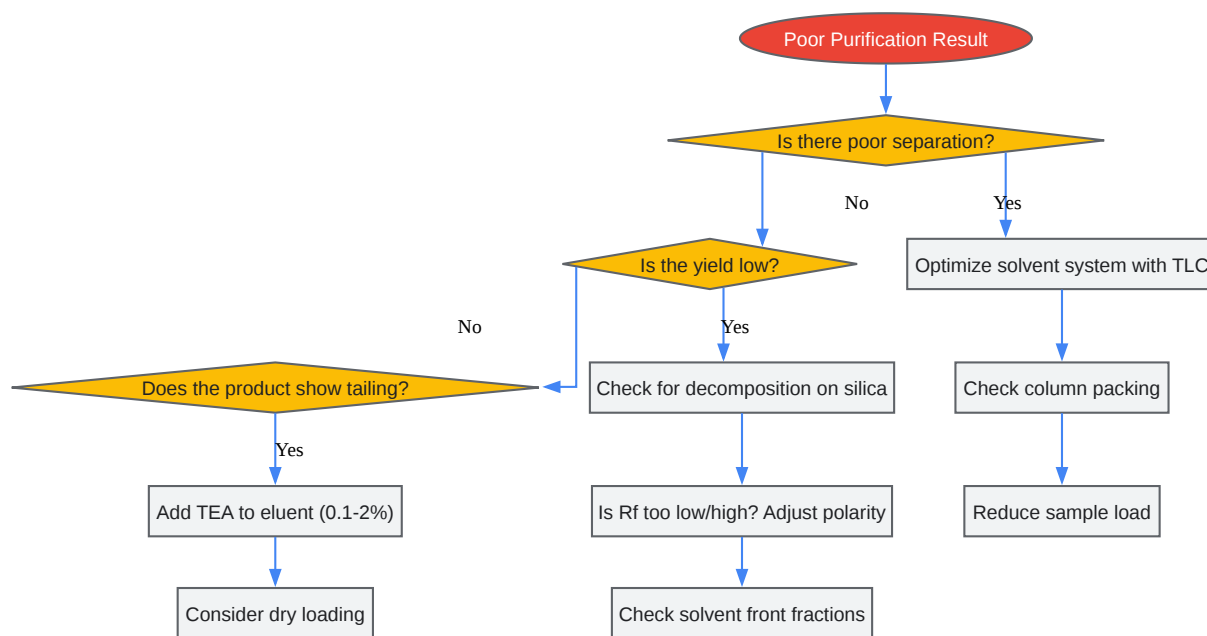 Poor Purification Result
Is there poor separation?
No
Yes
Is the yield low?
Optimize solvent system with TLC
No
Yes
Does the product show tailing?
Check for decomposition on silica
Check column packing
Yes
Add TEA to eluent (0.1-2%)
Is Rf too low/high? Adjust polarity
Reduce sample load
Consider dry loading
Check solvent front fractions